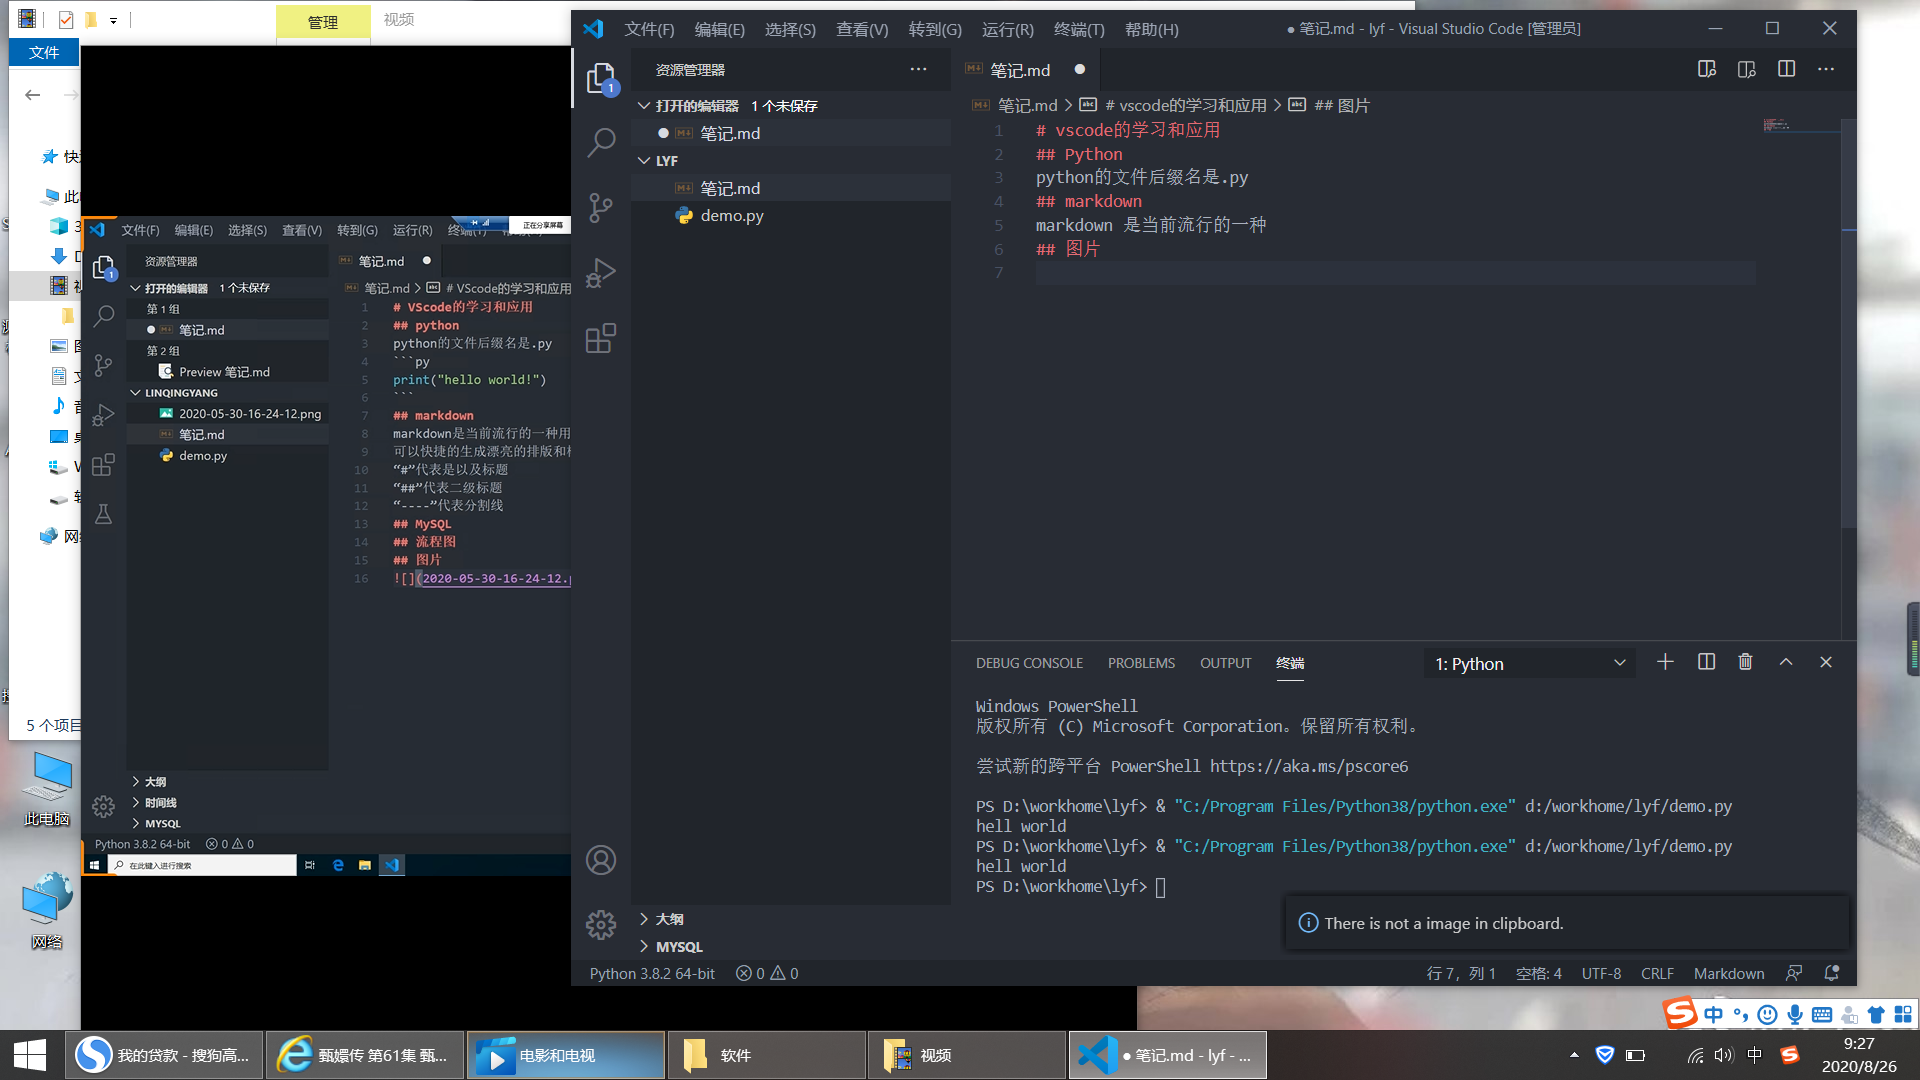 管理
视频
文件
5 个项目
此电脑
网络
文件(F) 编辑(E) 选择(S) 查看(V) 转到(G) 运行(R)
正在分享屏幕
资源管理器
笔记.md
打开的编辑器 1 个未保存
第 1 组
笔记.md
第 2 组
Preview 笔记.md
LINQINGYANG
2020-05-30-16-24-12.png
笔记.md
demo.py
大纲
时间线
MYSQL
笔记.md > # VScode的学习和应用
1 # VScode的学习和应用
2 ## python
3 python的文件后缀名是.py
4 ```py
5 print("hello world!")
6 ```
7 ## markdown
8 markdown是当前流行的一种用
9 可以快捷的生成漂亮的排版和
10 “#”代表是以及标题
11 “##”代表二级标题
12 “----”代表分割线
13 ## MySQL
14 ## 流程图
15 ## 图片
16 ![](2020-05-30-16-24-12.
Python 3.8.2 64-bit 0 0
在此键入进行搜索
文件(F) 编辑(E) 选择(S) 查看(V) 转到(G) 运行(R) 终端(T) 帮助(H)
● 笔记.md - lyf - Visual Studio Code [管理员]
资源管理器
1
打开的编辑器 1 个未保存
笔记.md
LYF
笔记.md
demo.py
大纲
MYSQL
笔记.md
笔记.md > # vscode的学习和应用 > ## 图片
1 # vscode的学习和应用
2 ## Python
3 python的文件后缀名是.py
4 ## markdown
5 markdown 是当前流行的一种
6 ## 图片
7
DEBUG CONSOLE PROBLEMS OUTPUT 终端
1: Python
Windows PowerShell
版权所有 (C) Microsoft Corporation。保留所有权利。
尝试新的跨平台 PowerShell https://aka.ms/pscore6
PS D:\workhome\lyf> & "C:/Program Files/Python38/python.exe" d:/workhome/lyf/demo.py
hell world
PS D:\workhome\lyf> & "C:/Program Files/Python38/python.exe" d:/workhome/lyf/demo.py
hell world
PS D:\workhome\lyf>
There is not a image in clipboard.
Python 3.8.2 64-bit 0 0
行 7，列 1 空格: 4 UTF-8 CRLF Markdown
中
我的贷款 - 搜狗高...
甄嬛传 第61集 甄...
电影和电视
软件
视频
● 笔记.md - lyf - ...
中
9:27
2020/8/26